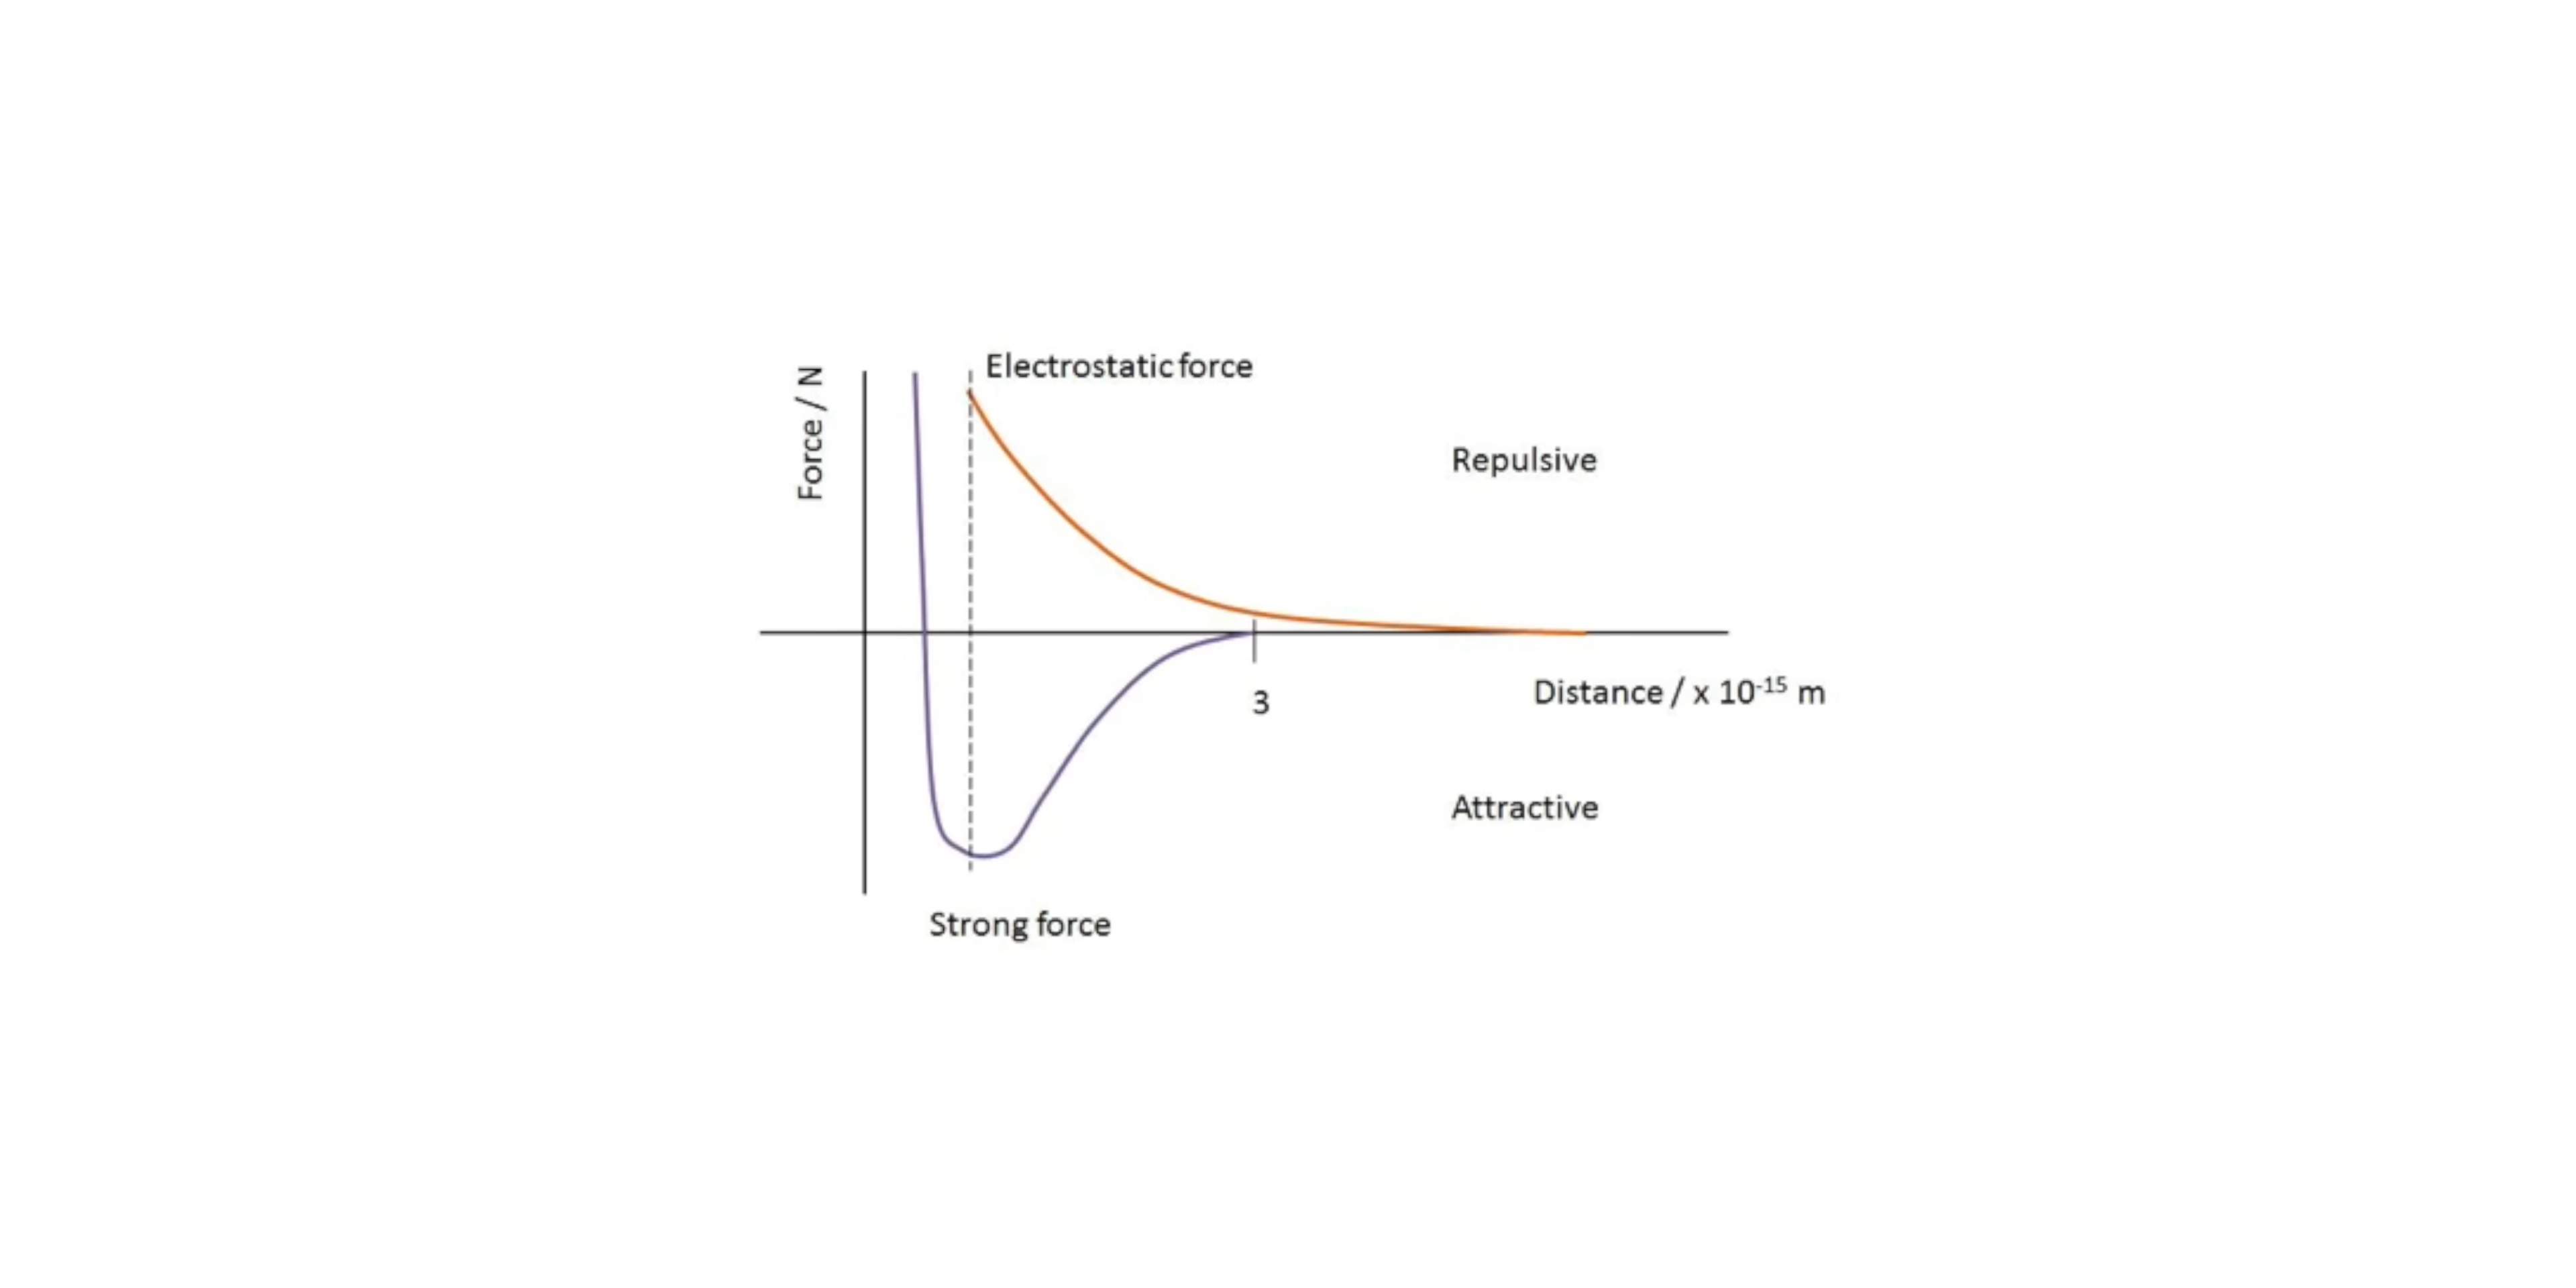 Electrostatic force
Force / N
Repulsive
3
Distance / x 10⁻¹⁵ m
Attractive
Strong force